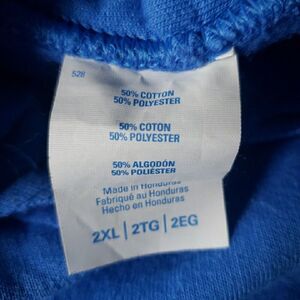 528
50% COTTON
50% POLYESTER
50% COTON
50% POLYESTER
50% ALGODÓN
50% POLIÉSTER
Made in Honduras
Fabriqué au Honduras
Hecho en Honduras
2XL | 2TG | 2EG